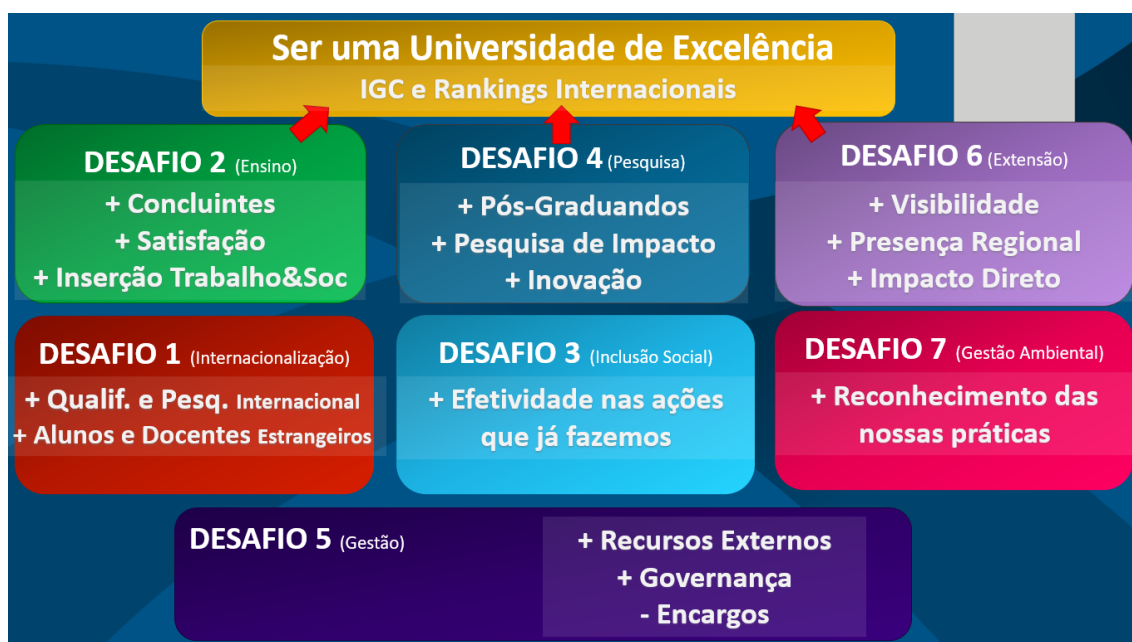 Ser uma Universidade de Excelência
IGC e Rankings Internacionais
DESAFIO 2 (Ensino)
+ Concluintes
+ Satisfação
+ Inserção Trabalho&Soc
DESAFIO 4 (Pesquisa)
+ Pós-Graduandos
+ Pesquisa de Impacto
+ Inovação
DESAFIO 6 (Extensão)
+ Visibilidade
+ Presença Regional
+ Impacto Direto
DESAFIO 1 (Internacionalização)
+ Qualif. e Pesq. Internacional
+ Alunos e Docentes Estrangeiros
DESAFIO 3 (Inclusão Social)
+ Efetividade nas ações
que já fazemos
DESAFIO 7 (Gestão Ambiental)
+ Reconhecimento das
nossas práticas
DESAFIO 5 (Gestão)
+ Recursos Externos
+ Governança
- Encargos